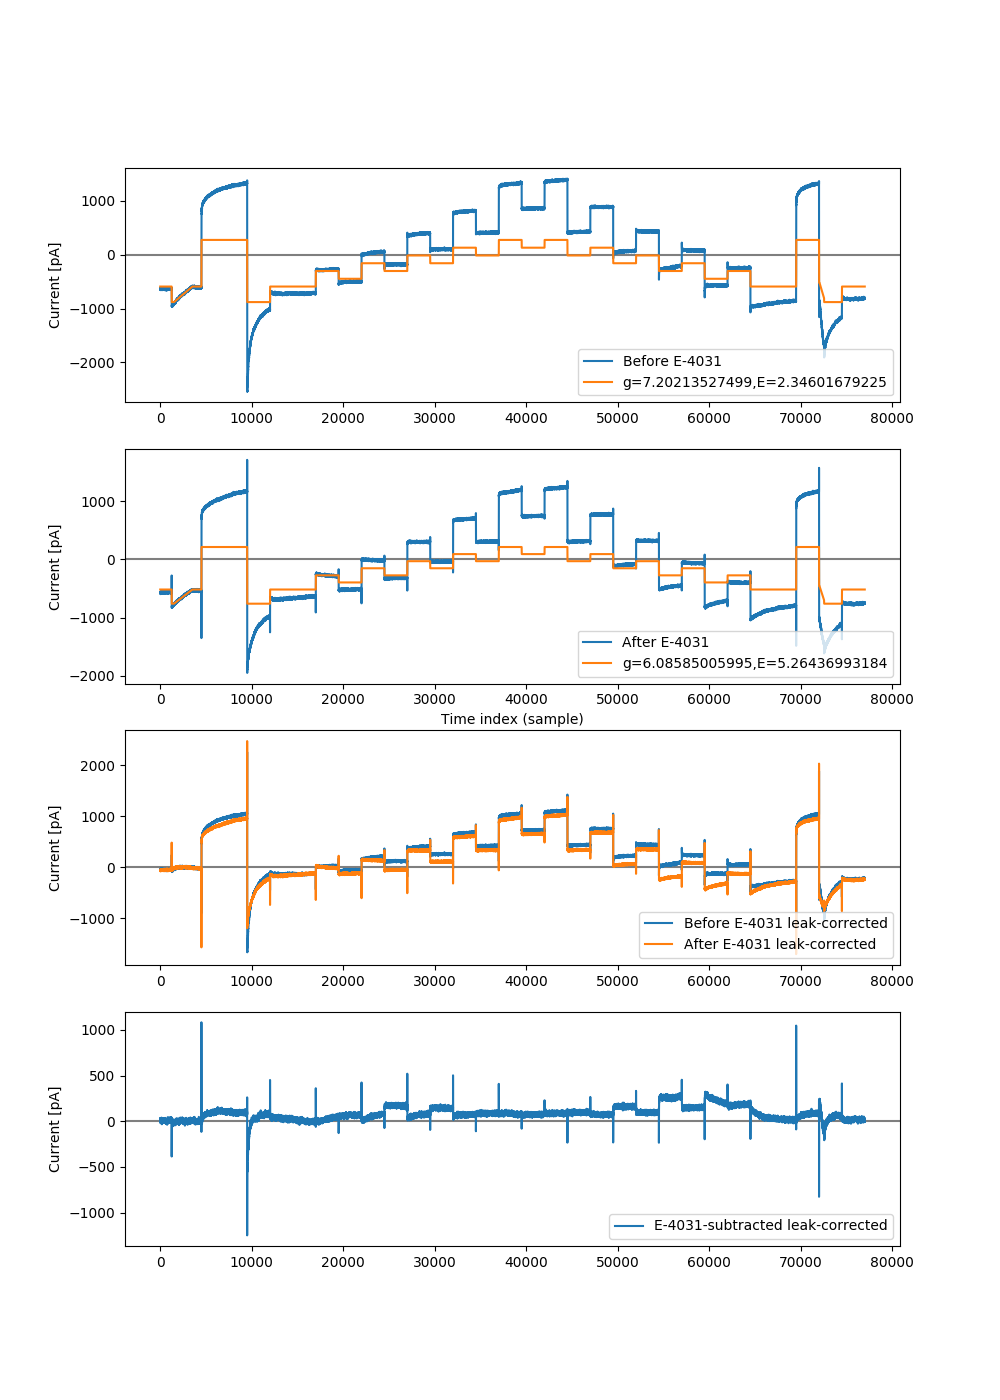 1000
0
−1000
−2000
Current [pA]
Before E-4031
g=7.20213527499,E=2.34601679225
0 10000 20000 30000 40000 50000 60000 70000 80000
1000
0
−1000
−2000
Current [pA]
After E-4031
g=6.08585005995,E=5.26436993184
0 10000 20000 30000 40000 50000 60000 70000 80000
Time index (sample)
2000
1000
0
−1000
Current [pA]
Before E-4031 leak-corrected
After E-4031 leak-corrected
0 10000 20000 30000 40000 50000 60000 70000 80000
1000
500
0
−500
−1000
Current [pA]
E-4031-subtracted leak-corrected
0 10000 20000 30000 40000 50000 60000 70000 80000